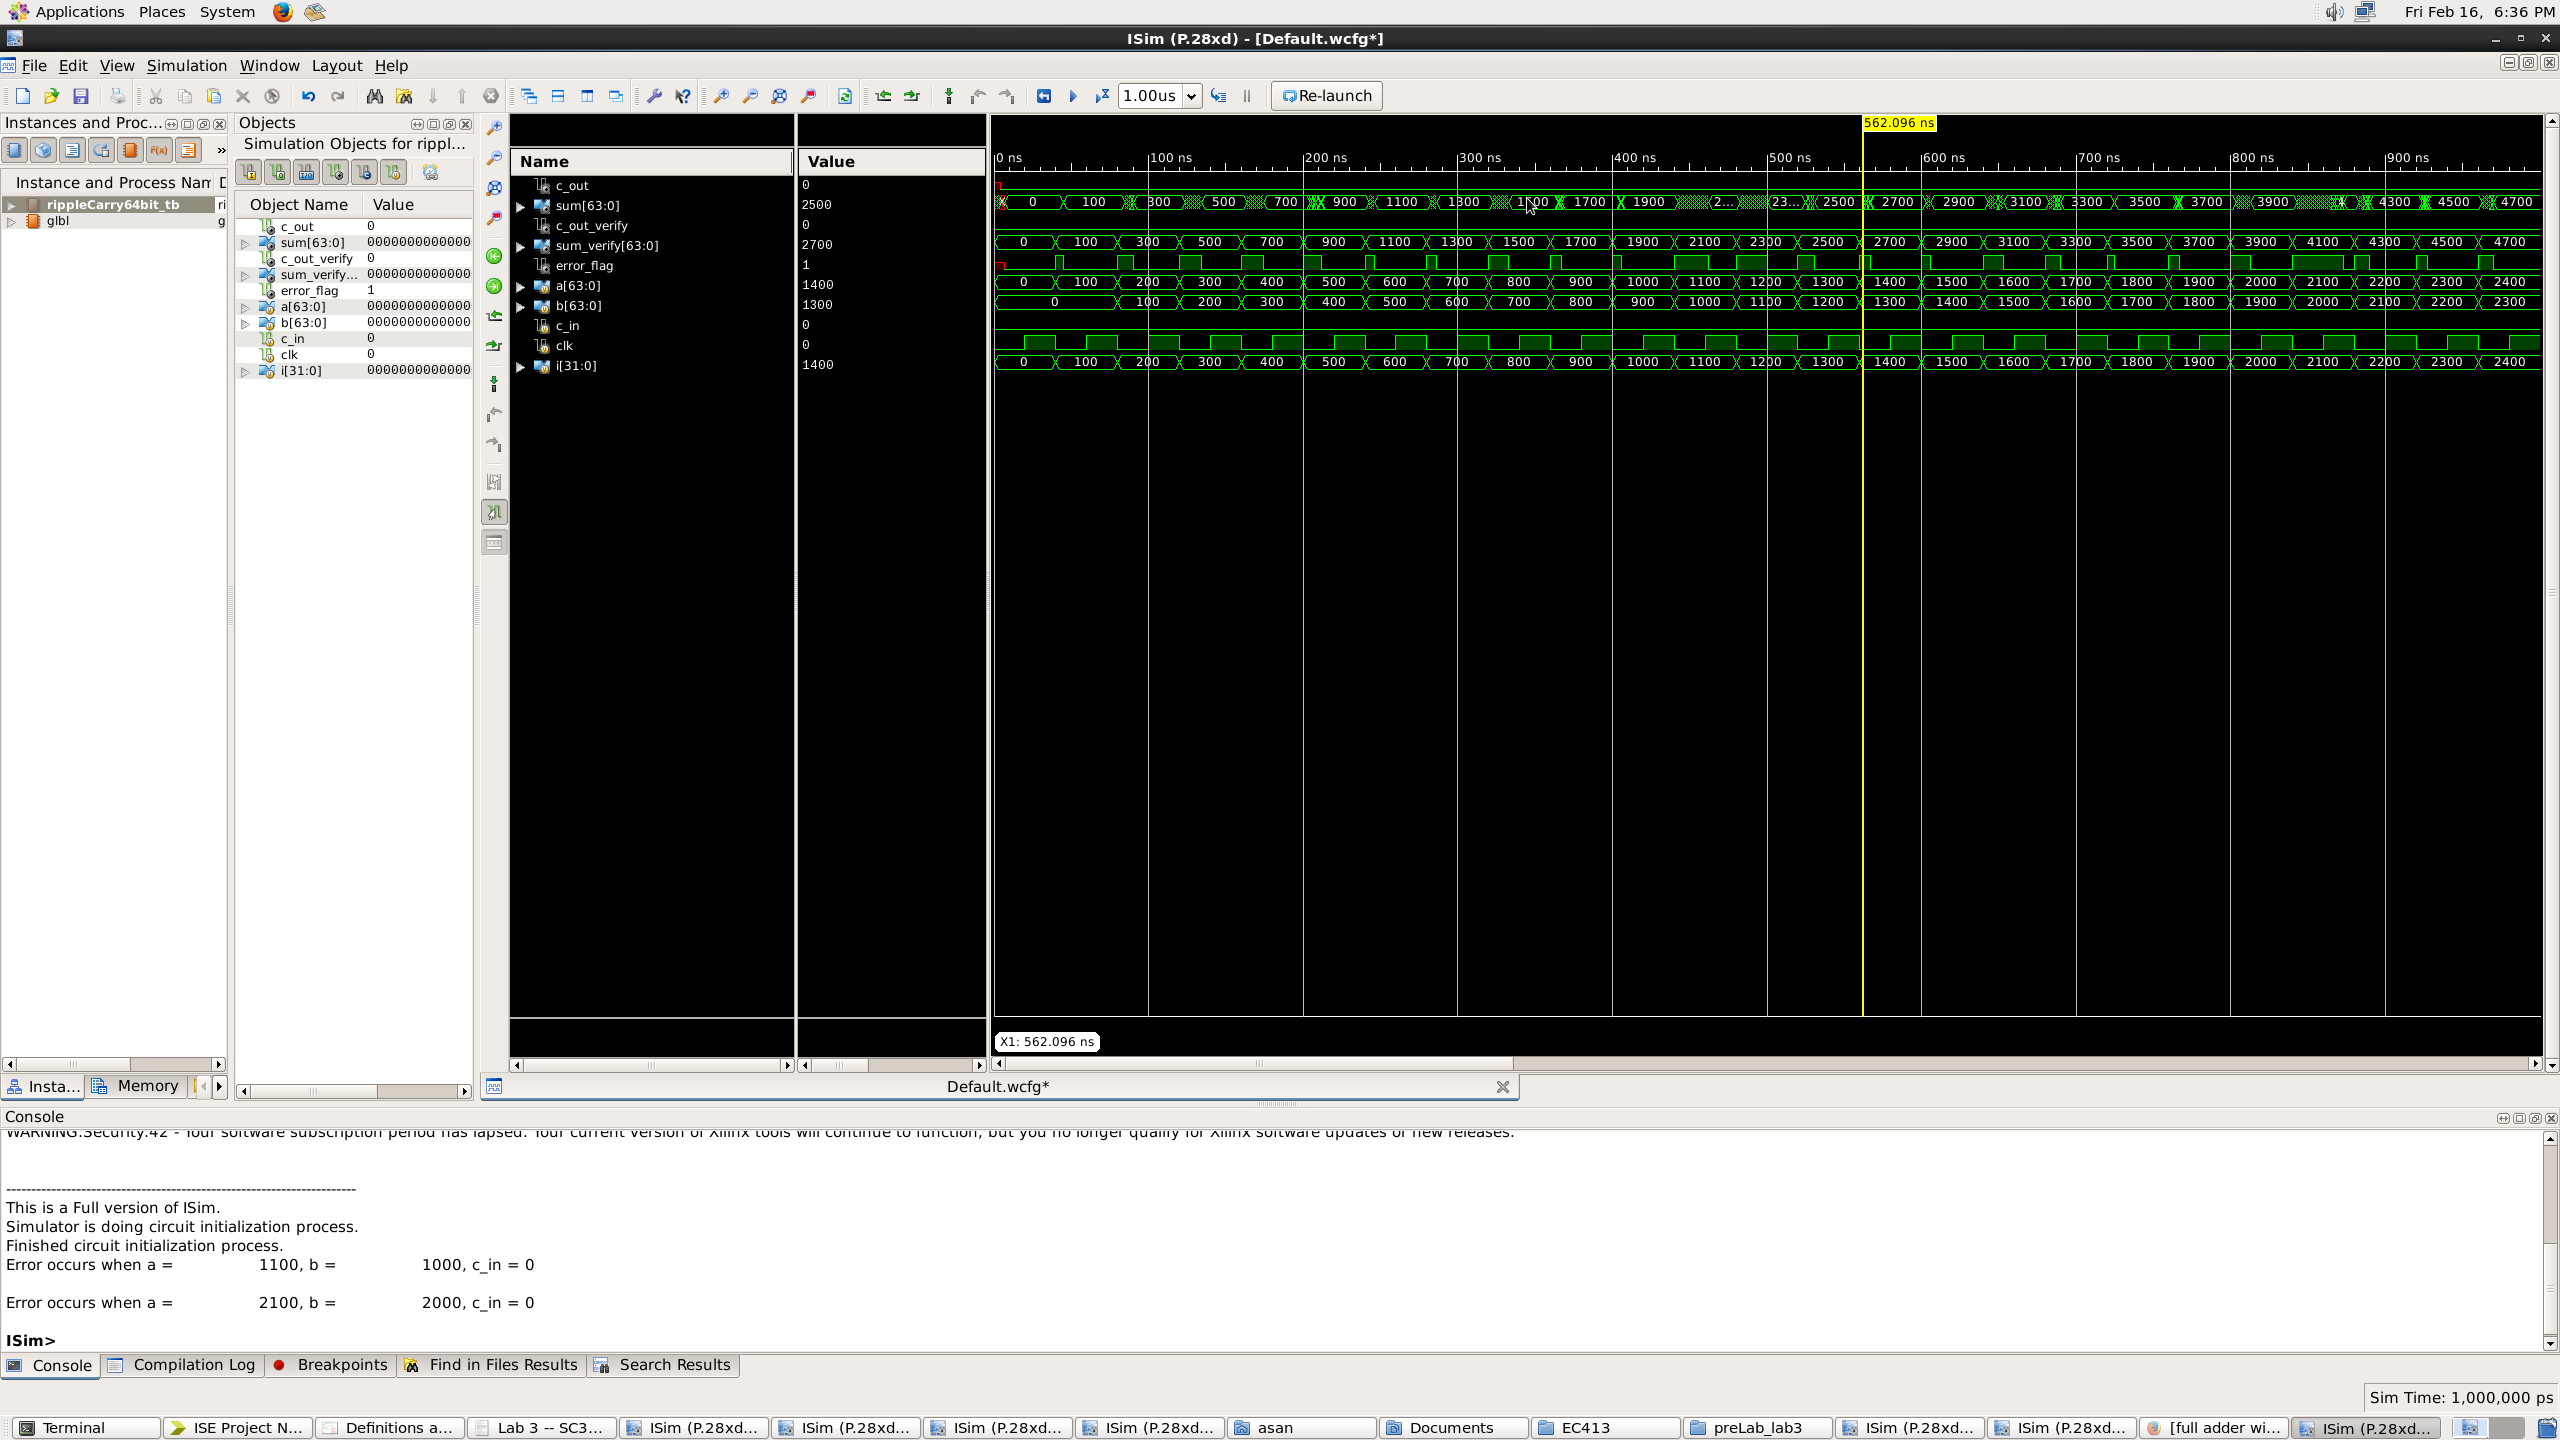 Applications Places System Fri Feb 16, 6:36 PM
ISim (P.28xd) - [Default.wcfg*]
File Edit View Simulation Window Layout Help
1.00us Re-launch
Instances and Proc...
Instance and Process Nam D
rippleCarry64bit_tb ri
glbl g
Insta... Memory
Objects
Simulation Objects for rippl...
Object Name Value
c_out 0
sum[63:0] 0000000000000
c_out_verify 0
sum_verify... 0000000000000
error_flag 1
a[63:0] 0000000000000
b[63:0] 0000000000000
c_in 0
clk 0
i[31:0] 0000000000000
Name Value
c_out 0
sum[63:0] 2500
c_out_verify 0
sum_verify[63:0] 2700
error_flag 1
a[63:0] 1400
b[63:0] 1300
c_in 0
clk 0
i[31:0] 1400
562.096 ns
0 ns 100 ns 200 ns 300 ns 400 ns 500 ns 600 ns 700 ns 800 ns 900 ns
X 0 100 300 500 700 900 1100 1300 1500 1700 1900 2... 23... 2500 2700 2900 3100 3300 3500 3700 3900 4300 4500 4700
0 100 300 500 700 900 1100 1300 1500 1700 1900 2100 2300 2500 2700 2900 3100 3300 3500 3700 3900 4100 4300 4500 4700
0 100 200 300 400 500 600 700 800 900 1000 1100 1200 1300 1400 1500 1600 1700 1800 1900 2000 2100 2200 2300 2400
0 100 200 300 400 500 600 700 800 900 1000 1100 1200 1300 1400 1500 1600 1700 1800 1900 2000 2100 2200 2300
0 100 200 300 400 500 600 700 800 900 1000 1100 1200 1300 1400 1500 1600 1700 1800 1900 2000 2100 2200 2300 2400
X1: 562.096 ns
Default.wcfg*
Console
WARNING:Security:42 - Your software subscription period has lapsed. Your current version of Xilinx tools will continue to function, but you no longer qualify for Xilinx software updates or new releases.
----------------------------------------------------------------------
This is a Full version of ISim.
Simulator is doing circuit initialization process.
Finished circuit initialization process.
Error occurs when a = 1100, b = 1000, c_in = 0
Error occurs when a = 2100, b = 2000, c_in = 0
ISim>
Console Compilation Log Breakpoints Find in Files Results Search Results
Sim Time: 1,000,000 ps
Terminal ISE Project N... Definitions a... Lab 3 -- SC3... ISim (P.28xd... ISim (P.28xd... ISim (P.28xd... ISim (P.28xd... asan Documents EC413 preLab_lab3 ISim (P.28xd... ISim (P.28xd... [full adder wi... ISim (P.28xd...